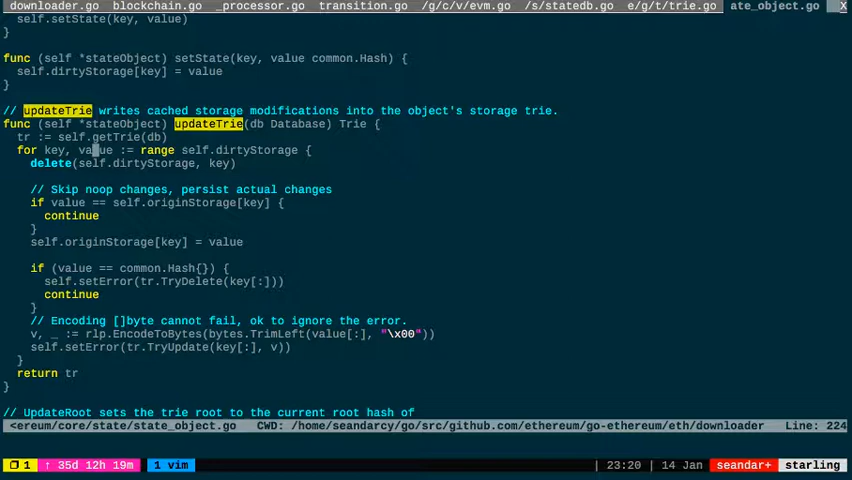 downloader.go blockchain.go _processor.go transition.go /g/c/v/evm.go /s/statedb.go e/g/t/trie.go ate_object.go X
self.setState(key, value)
}
func (self *stateObject) setState(key, value common.Hash) {
self.dirtyStorage[key] = value
}
// updateTrie writes cached storage modifications into the object's storage trie.
func (self *stateObject) updateTrie(db Database) Trie {
tr := self.getTrie(db)
for key, value := range self.dirtyStorage {
delete(self.dirtyStorage, key)
// Skip noop changes, persist actual changes
if value == self.originStorage[key] {
continue
}
self.originStorage[key] = value
if (value == common.Hash{}) {
self.setError(tr.TryDelete(key[:]))
continue
}
// Encoding []byte cannot fail, ok to ignore the error.
v, _ := rlp.EncodeToBytes(bytes.TrimLeft(value[:], "\x00"))
self.setError(tr.TryUpdate(key[:], v))
}
return tr
}
// UpdateRoot sets the trie root to the current root hash of
<ereum/core/state/state_object.go CWD: /home/seandarcy/go/src/github.com/ethereum/go-ethereum/eth/downloader Line: 224
1 ↑ 35d 12h 19m 1 vim | 23:20 | 14 Jan seandar+ starling